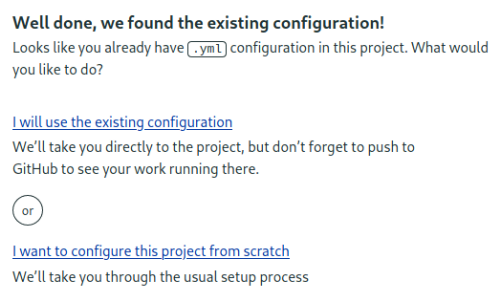 Well done, we found the existing configuration!
Looks like you already have .yml configuration in this project. What would
you like to do?
I will use the existing configuration
We’ll take you directly to the project, but don’t forget to push to
GitHub to see your work running there.
or
I want to configure this project from scratch
We’ll take you through the usual setup process